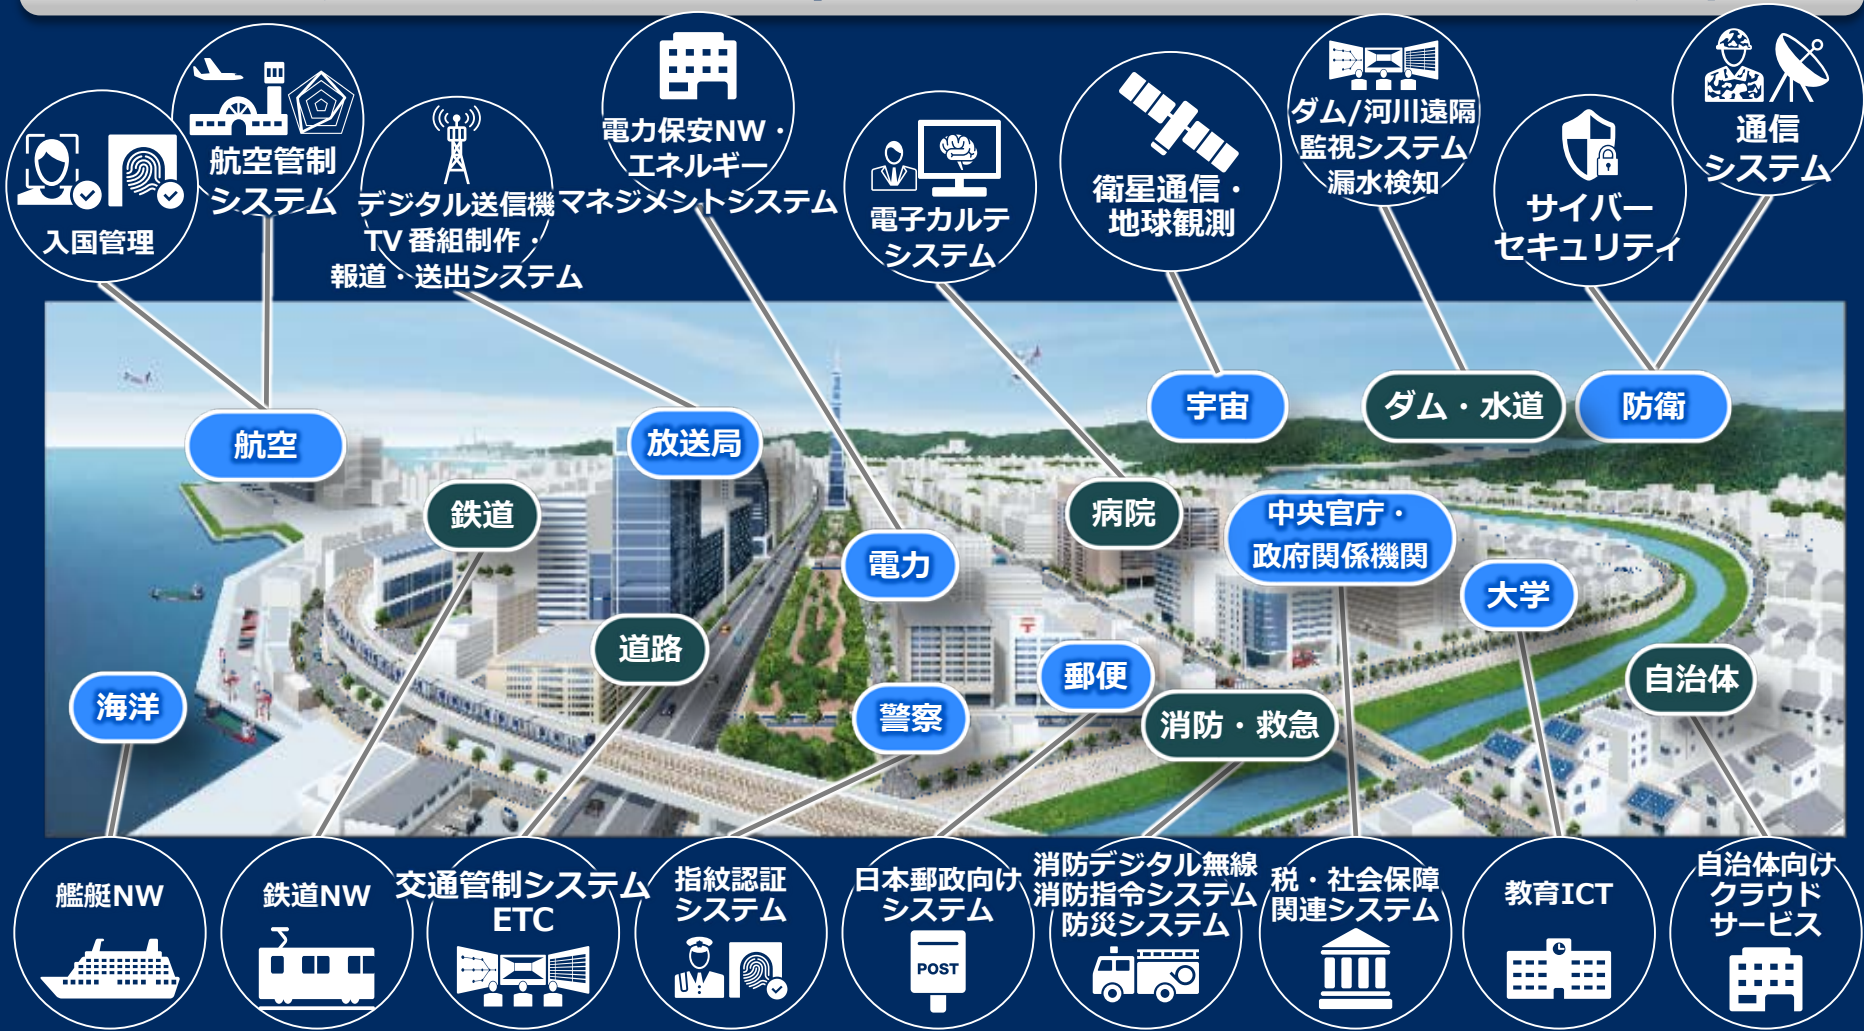 入国管理
航空管制
システム
デジタル送信機
TV 番組制作・
報道・送出システム
電力保安NW・
エネルギー
マネジメントシステム
電子カルテ
システム
衛星通信・
地球観測
ダム/河川遠隔
監視システム
漏水検知
サイバー
セキュリティ
通信
システム
航空
放送局
宇宙
ダム・水道
防衛
鉄道
電力
病院
中央官庁・
政府関係機関
大学
道路
海洋
警察
郵便
消防・救急
自治体
艦艇NW
鉄道NW
交通管制システム
ETC
指紋認証
システム
日本郵政向け
システム
POST
消防デジタル無線
消防指令システム
防災システム
税・社会保障
関連システム
教育ICT
自治体向け
クラウド
サービス